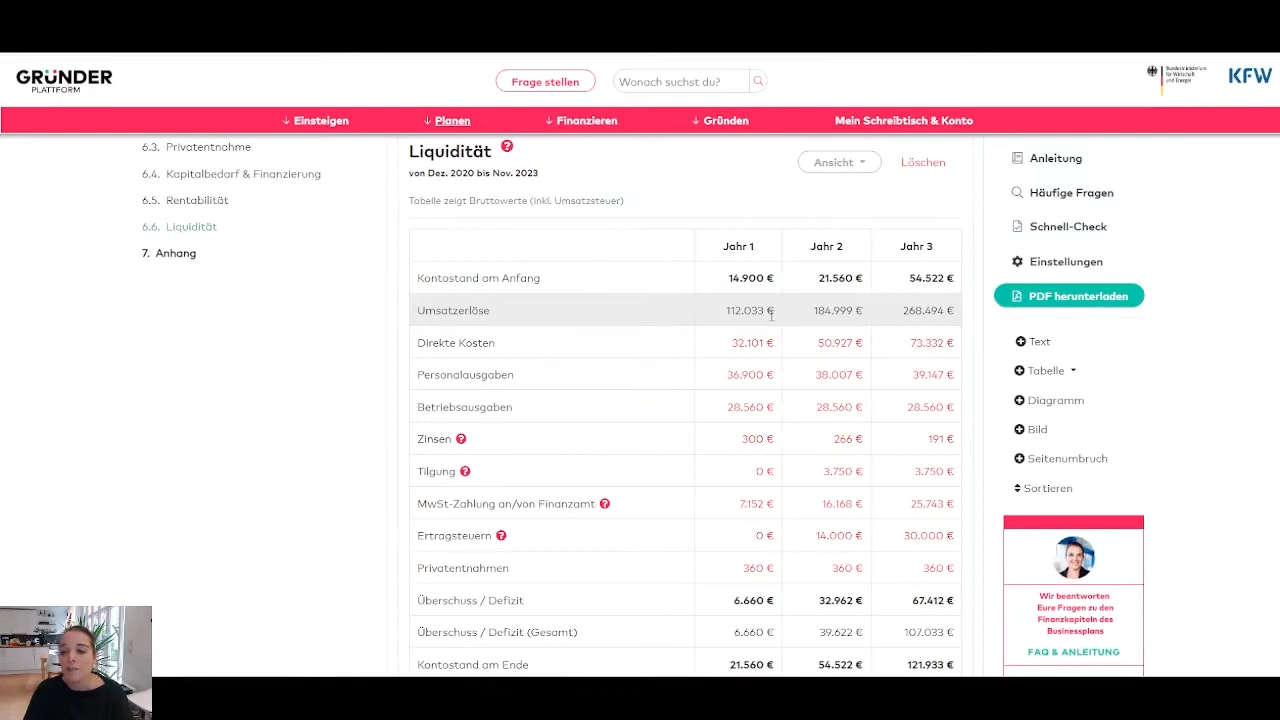 GRÜNDER
PLATTFORM
Frage stellen
Wonach suchst du?
Bundesministerium
für Wirtschaft
und Energie
KFW
↓ Einsteigen
↓ Planen
↓ Finanzieren
↓ Gründen
Mein Schreibtisch & Konto
6.3. Privatentnahme
6.4. Kapitalbedarf & Finanzierung
6.5. Rentabilität
6.6. Liquidität
7. Anhang
Liquidität ?
Ansicht
Löschen
von Dez. 2020 bis Nov. 2023
Tabelle zeigt Bruttowerte (inkl. Umsatzsteuer)
Jahr 1 Jahr 2 Jahr 3
Kontostand am Anfang 14.900 € 21.560 € 54.522 €
Umsatzerlöse 112.033 € 184.999 € 268.494 €
Direkte Kosten 32.101 € 50.927 € 73.332 €
Personalausgaben 36.900 € 38.007 € 39.147 €
Betriebsausgaben 28.560 € 28.560 € 28.560 €
Zinsen ? 300 € 266 € 191 €
Tilgung ? 0 € 3.750 € 3.750 €
MwSt-Zahlung an/von Finanzamt ? 7.152 € 16.168 € 25.743 €
Ertragsteuern ? 0 € 14.000 € 30.000 €
Privatentnahmen 360 € 360 € 360 €
Überschuss / Defizit 6.660 € 32.962 € 67.412 €
Überschuss / Defizit (Gesamt) 6.660 € 39.622 € 107.033 €
Kontostand am Ende 21.560 € 54.522 € 121.933 €
Anleitung
Häufige Fragen
Schnell-Check
Einstellungen
PDF herunterladen
Text
Tabelle
Diagramm
Bild
Seitenumbruch
Sortieren
Wir beantworten
Eure Fragen zu den
Finanzkapiteln des
Businessplans
FAQ & ANLEITUNG